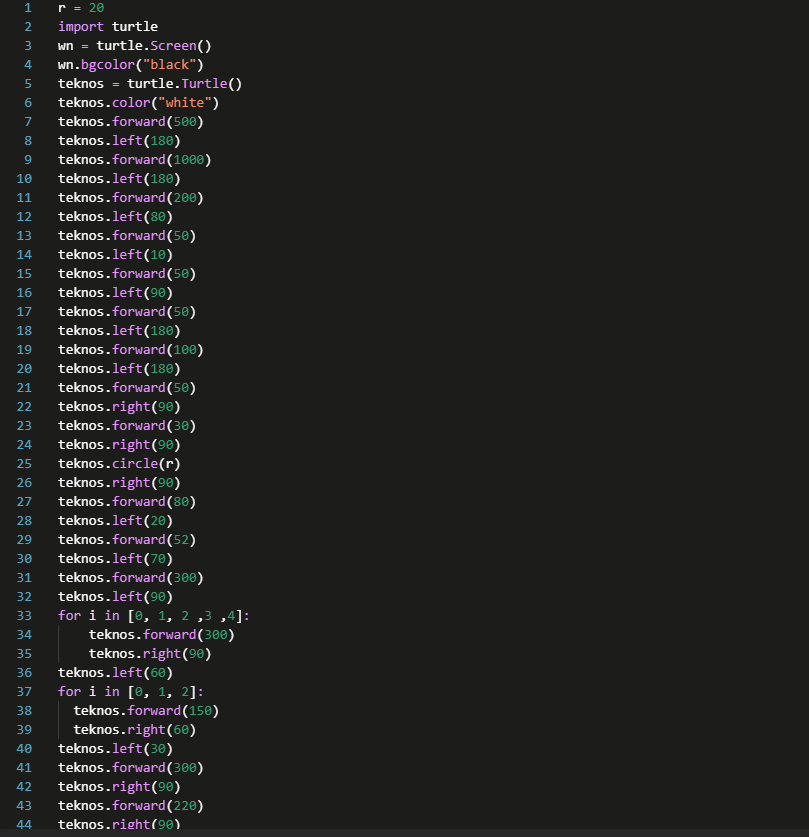 1 r = 20
2 import turtle
3 wn = turtle.Screen()
4 wn.bgcolor("black")
5 teknos = turtle.Turtle()
6 teknos.color("white")
7 teknos.forward(500)
8 teknos.left(180)
9 teknos.forward(1000)
10 teknos.left(180)
11 teknos.forward(200)
12 teknos.left(80)
13 teknos.forward(50)
14 teknos.left(10)
15 teknos.forward(50)
16 teknos.left(90)
17 teknos.forward(50)
18 teknos.left(180)
19 teknos.forward(100)
20 teknos.left(180)
21 teknos.forward(50)
22 teknos.right(90)
23 teknos.forward(30)
24 teknos.right(90)
25 teknos.circle(r)
26 teknos.right(90)
27 teknos.forward(80)
28 teknos.left(20)
29 teknos.forward(52)
30 teknos.left(70)
31 teknos.forward(300)
32 teknos.left(90)
33 for i in [0, 1, 2 ,3 ,4]:
34     teknos.forward(300)
35     teknos.right(90)
36 teknos.left(60)
37 for i in [0, 1, 2]:
38   teknos.forward(150)
39   teknos.right(60)
40 teknos.left(30)
41 teknos.forward(300)
42 teknos.right(90)
43 teknos.forward(220)
44 teknos.right(90)